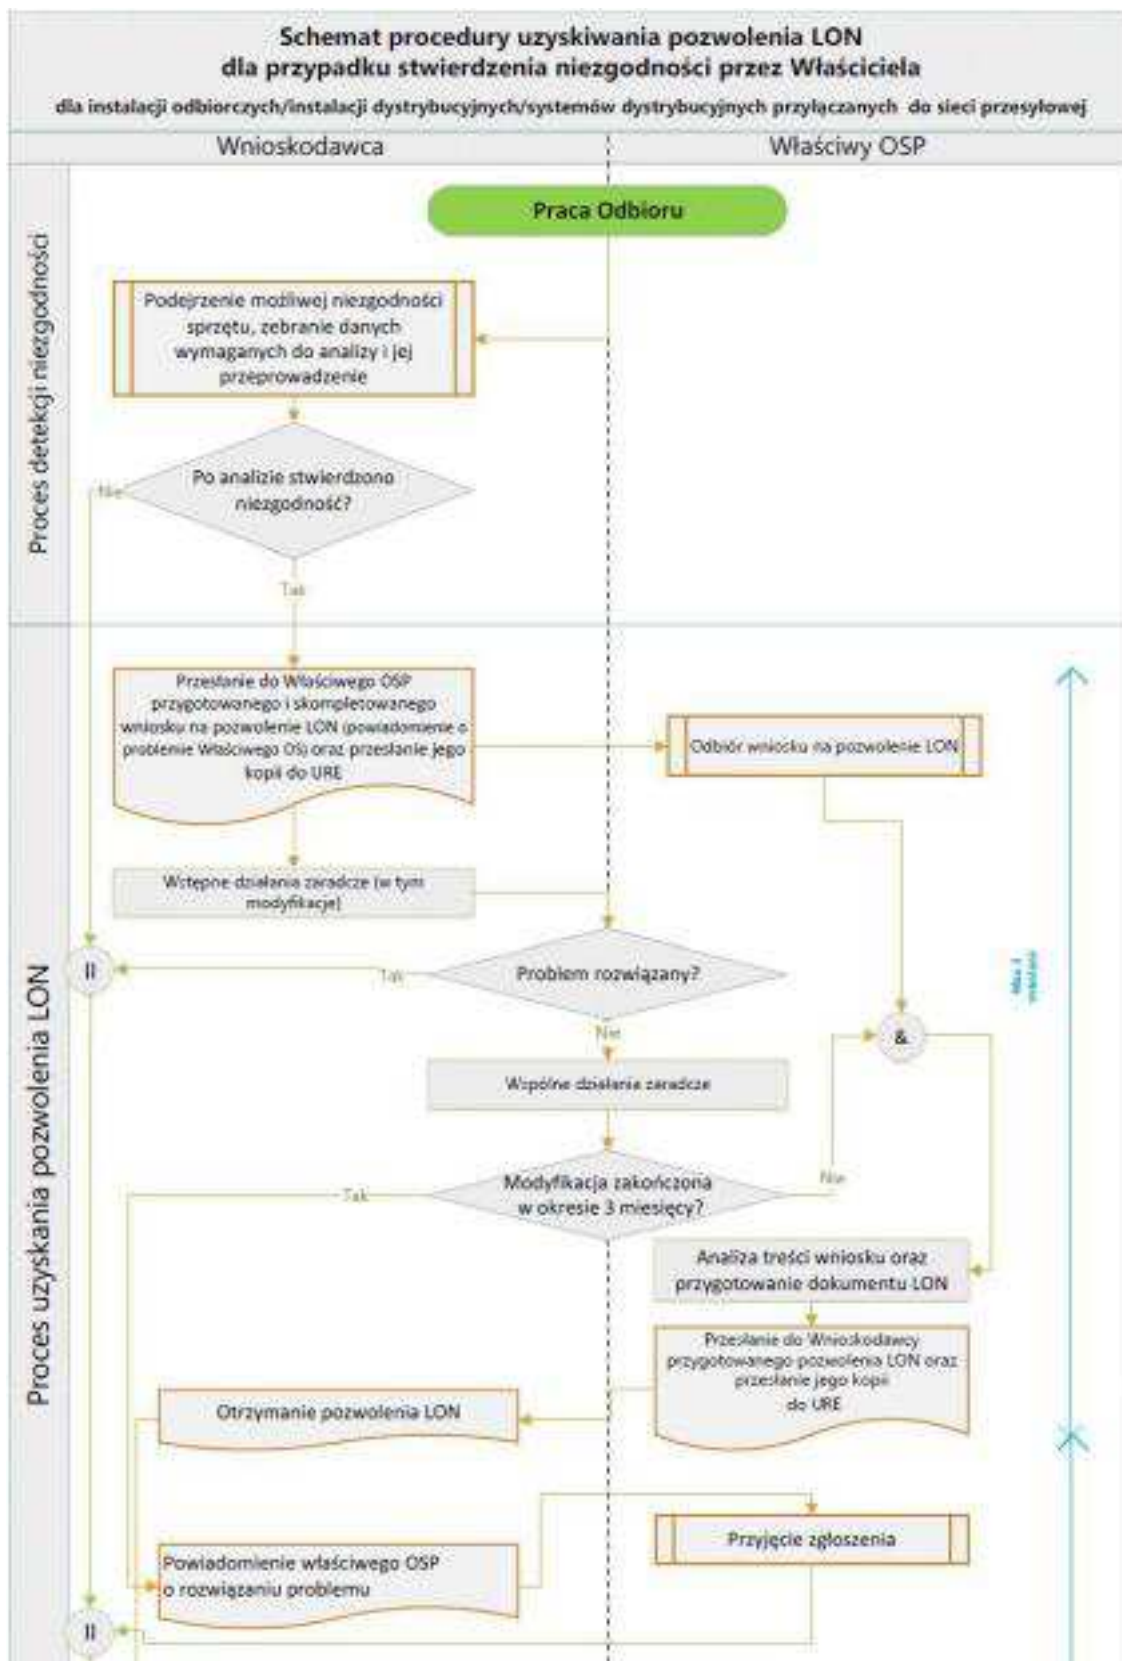 Schemat procedury uzyskiwania pozwolenia LON
dla przypadku stwierdzenia niezgodności przez Właściciela
dla instalacji odbiorczych/instalacji dystrybucyjnych/systemów dystrybucyjnych przyłączanych do sieci przesyłowej
Wnioskodawca
Właściwy OSP
Proces detekcji niezgodności
Praca Odbioru
Podejrzenie możliwej niezgodności
sprzętu, zebranie danych
wymaganych do analizy i jej
przeprowadzenie
Po analizie stwierdzono
niezgodność?
Nie
Tak
Proces uzyskania pozwolenia LON
Przesłanie do Właściwego OSP
przygotowanego i skompletowanego
wniosku na pozwolenie LON (powiadomienie o
problemie Właściwego OS) oraz przesłanie jego
kopii do URE
Odbiór wniosku na pozwolenie LON
Wstępne działania zaradcze (w tym
modyfikacje)
II
Tak
Problem rozwiązany?
Nie
&
Wspólne działania zaradcze
Tak
Modyfikacja zakończona
w okresie 3 miesięcy?
Nie
Analiza treści wniosku oraz
przygotowanie dokumentu LON
Przesłanie do Wnioskodawcy
przygotowanego pozwolenia LON oraz
przesłanie jego kopii
do URE
Otrzymanie pozwolenia LON
Przyjęcie zgłoszenia
Powiadomienie właściwego OSP
o rozwiązaniu problemu
II